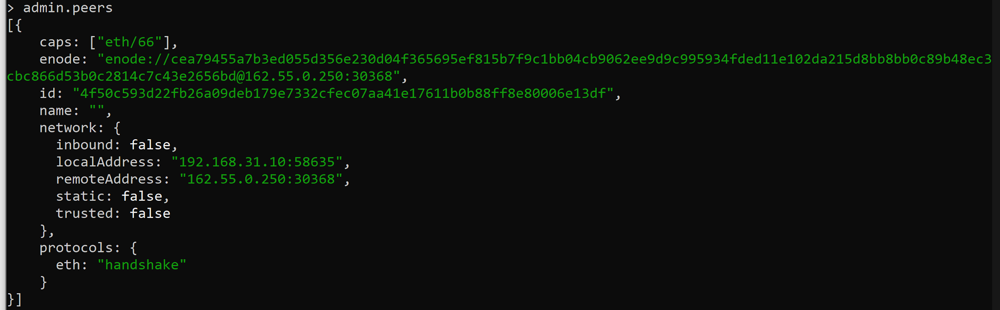 > admin.peers
[{
    caps: ["eth/66"],
    enode: "enode://cea79455a7b3ed055d356e230d04f365695ef815b7f9c1bb04cb9062ee9d9c995934fded11e102da215d8bb8bb0c89b48ec3
cbc866d53b0c2814c7c43e2656bd@162.55.0.250:30368",
    id: "4f50c593d22fb26a09deb179e7332cfec07aa41e17611b0b88ff8e80006e13df",
    name: "",
    network: {
      inbound: false,
      localAddress: "192.168.31.10:58635",
      remoteAddress: "162.55.0.250:30368",
      static: false,
      trusted: false
    },
    protocols: {
      eth: "handshake"
    }
}]